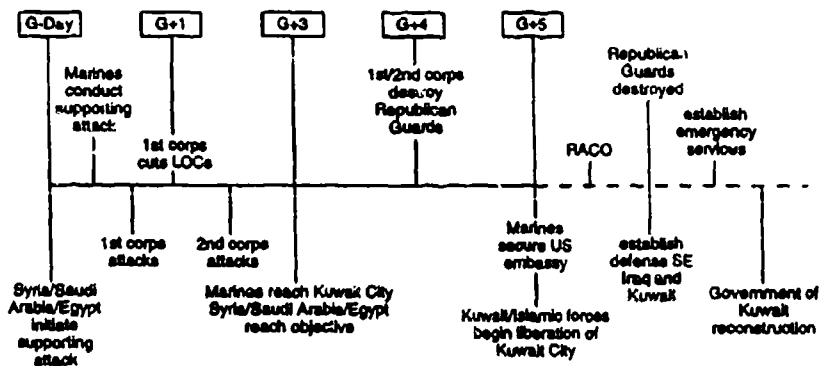 G-Day
G+1
G+3
G+4
G+5
Marines
conduct
supporting
attack
1st corps
cuts LOCs
1st/2nd corps
destroy
Republican
Guards
RACO
Republican
Guards
destroyed
establish
emergency
services
1st corps
attacks
2nd corps
attacks
Marines
secure US
embassy
establish
defense SE
Iraq and
Kuwait
Syria/Saudi
Arabia/Egypt
initiate
supporting
attack
Marines reach Kuwait City
Syria/Saudi Arabia/Egypt
reach objective
Kuwait/Islamic forces
begin liberation of
Kuwait City
Government of
Kuwait
reconstruction